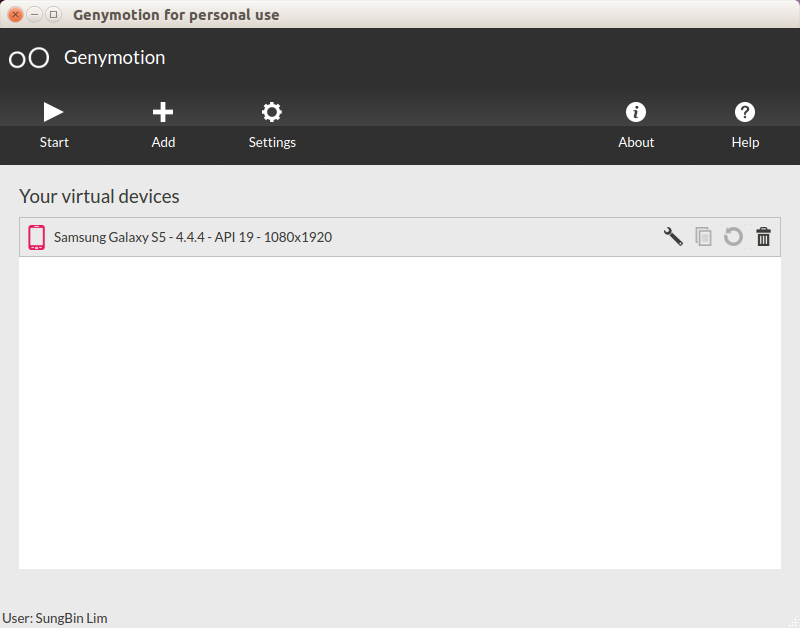 Genymotion for personal use
Genymotion
Start Add Settings About Help
Your virtual devices
Samsung Galaxy S5 - 4.4.4 - API 19 - 1080x1920
User: SungBin Lim